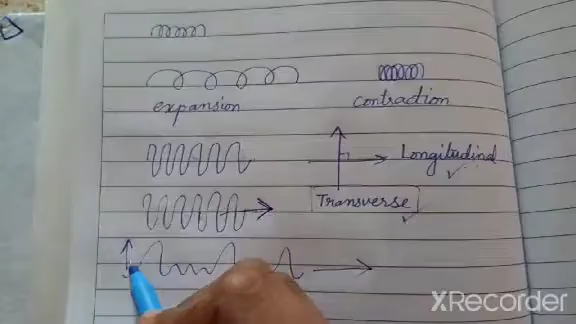 expansion contraction
Longitudinal
Transverse
XRecorder